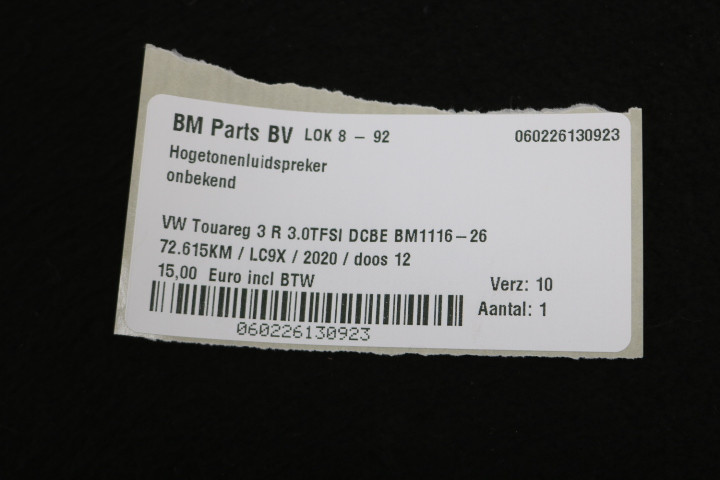 BM Parts BV LOK 8 - 92 060226130923
Hogetonenluidspreker
onbekend
VW Touareg 3 R 3.0TFSI DCBE BM1116-26
72.615KM / LC9X / 2020 / doos 12
15,00 Euro incl BTW Verz: 10
Aantal: 1
060226130923